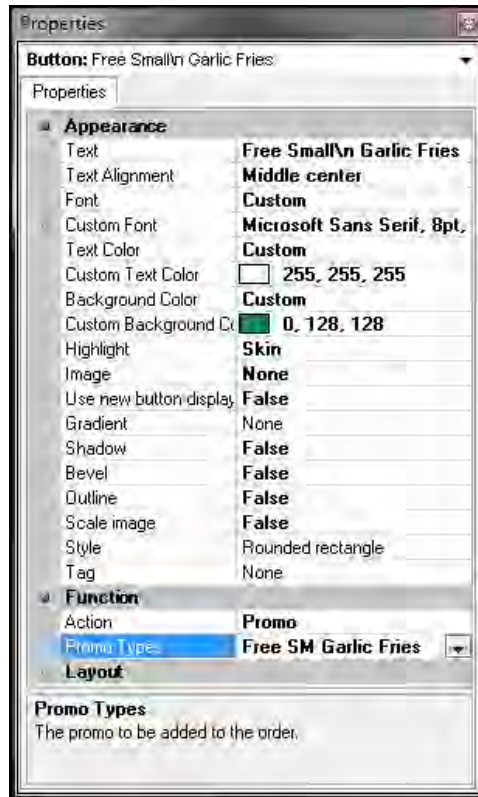 Properties
Button: Free Small\n Garlic Fries
Properties
Appearance
Text Free Small\n Garlic Fries
Text Alignment Middle center
Font Custom
Custom Font Microsoft Sans Serif, 8pt,
Text Color Custom
Custom Text Color 255, 255, 255
Background Color Custom
Custom Background Co 0, 128, 128
Highlight Skin
Image None
Use new button display False
Gradient None
Shadow False
Bevel False
Outline False
Scale image False
Style Rounded rectangle
Tag None
Function
Action Promo
Promo Types Free SM Garlic Fries
Layout
Promo Types
The promo to be added to the order.